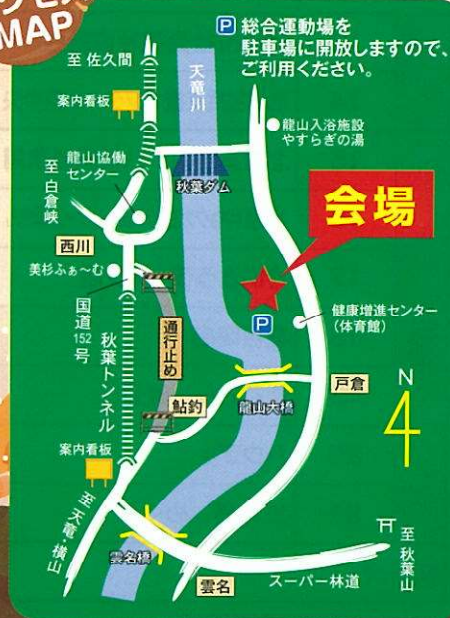 MAP
P 総合運動場を
駐車場に開放しますので、
ご利用ください。
至 佐久間
天竜川
案内看板
龍山入浴施設
やすらぎの湯
龍山協働
センター
至 白倉峡
秋葉ダム
会場
西川
美杉ふぁ~む
国道152号
秋葉トンネル
通行止め
P
健康増進センター
(体育館)
戸倉
N
鮎釣
龍山大橋
案内看板
至 天竜・横山
雲名橋
雲名
スーパー林道
至 秋葉山